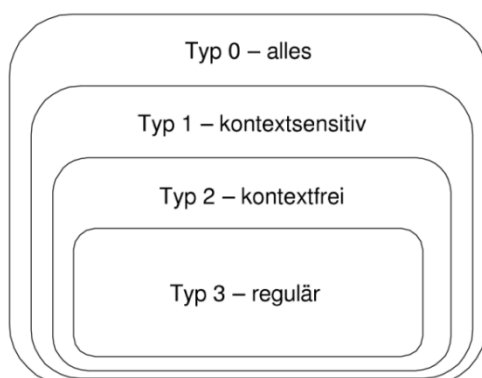 Typ 0 – alles
Typ 1 – kontextsensitiv
Typ 2 – kontextfrei
Typ 3 – regulär